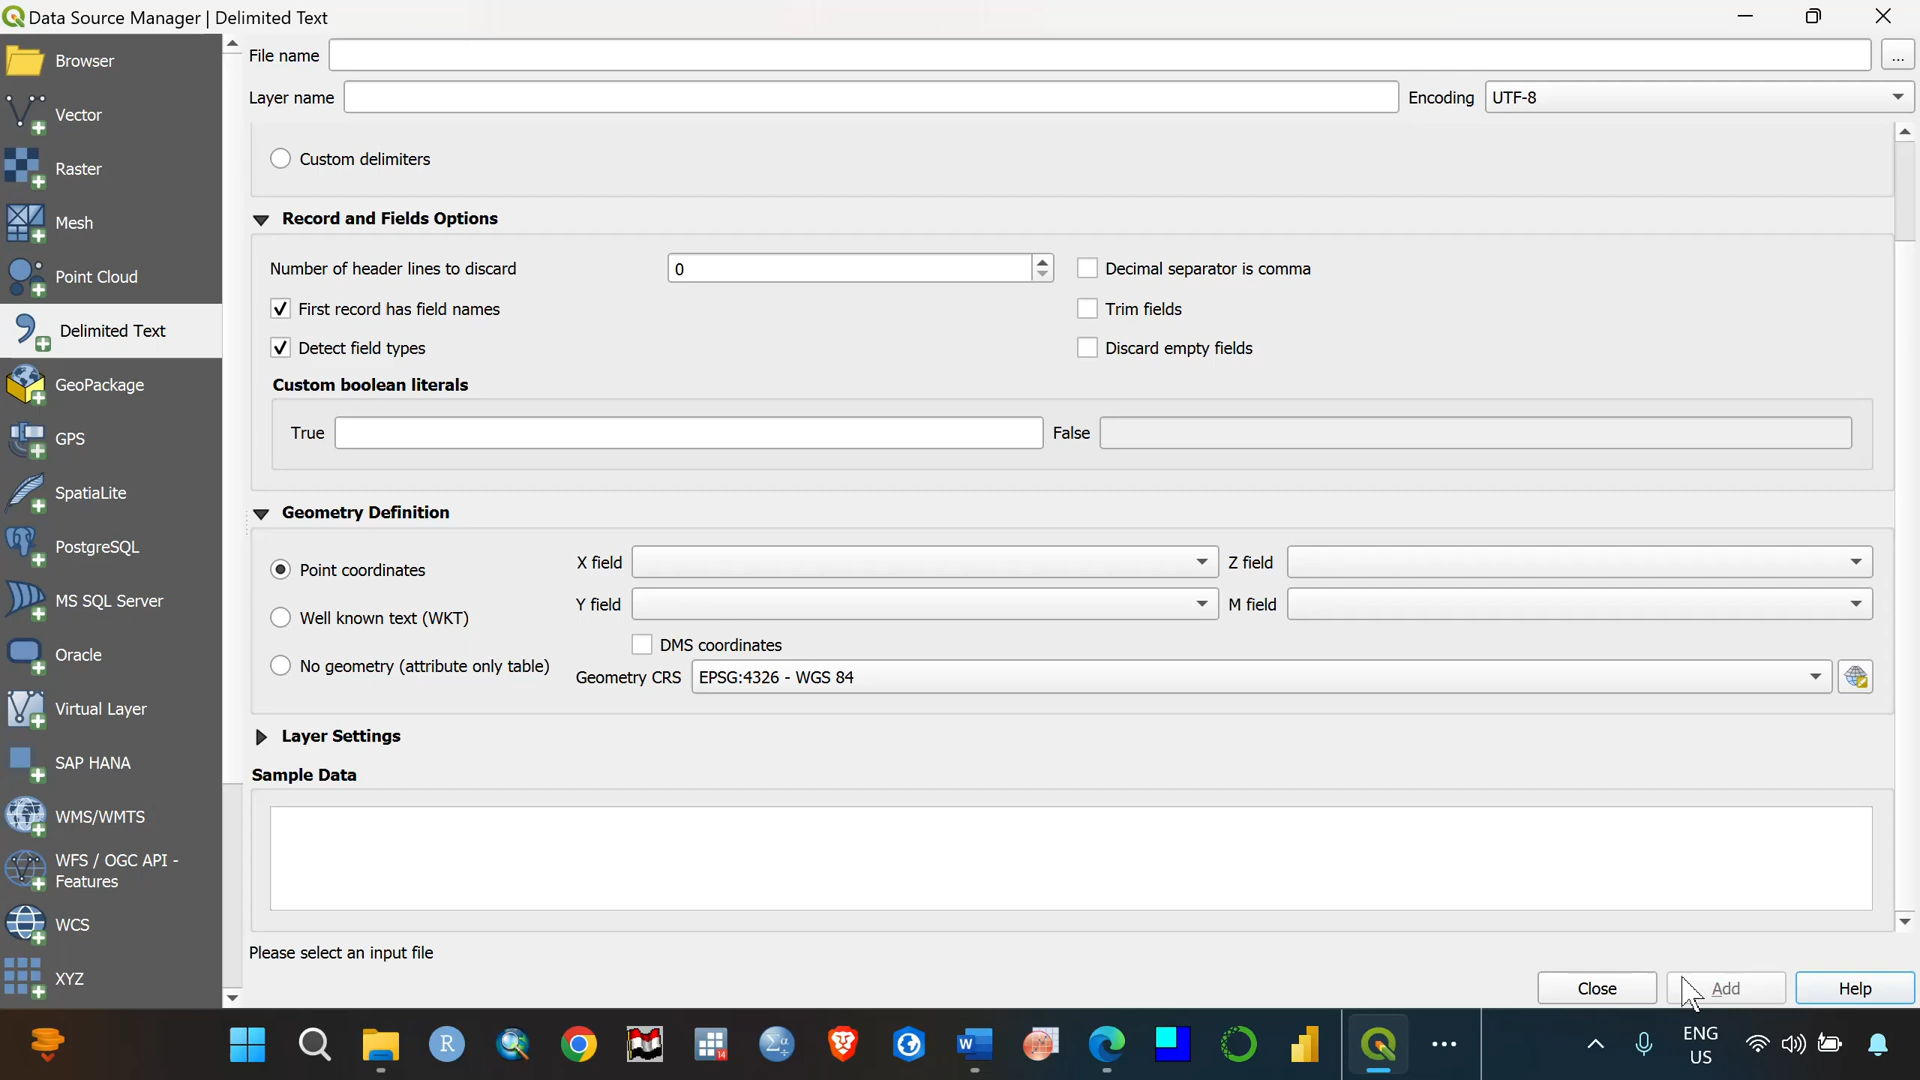 Data Source Manager | Delimited Text
Browser
Vector
Raster
Mesh
Point Cloud
Delimited Text
GeoPackage
GPS
SpatiaLite
PostgreSQL
MS SQL Server
Oracle
Virtual Layer
SAP HANA
WMS/WMTS
WFS / OGC API -
Features
WCS
XYZ
File name
...
Layer name
Encoding UTF-8
Custom delimiters
Record and Fields Options
Number of header lines to discard 0
Decimal separator is comma
First record has field names
Trim fields
Detect field types
Discard empty fields
Custom boolean literals
True
False
Geometry Definition
Point coordinates
X field
Z field
Y field
M field
Well known text (WKT)
DMS coordinates
No geometry (attribute only table)
Geometry CRS EPSG:4326 - WGS 84
Layer Settings
Sample Data
Please select an input file
Close
Add
Help
R
14
Σα
W
ENG
US